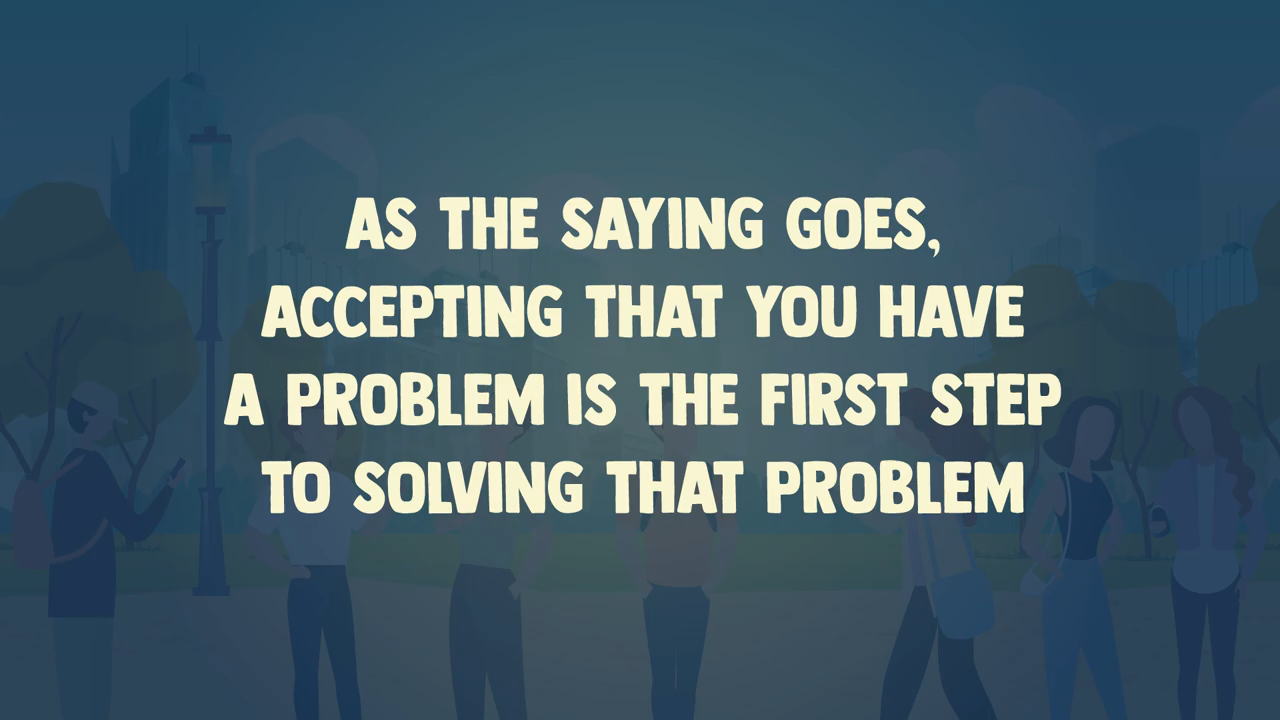 AS THE SAYING GOES,
ACCEPTING THAT YOU HAVE
A PROBLEM IS THE FIRST STEP
TO SOLVING THAT PROBLEM